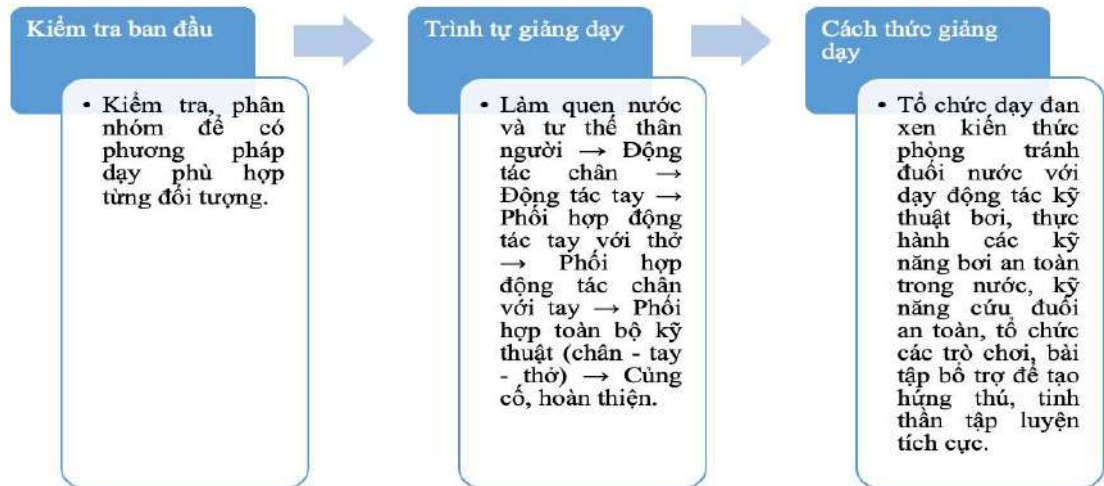 Kiểm tra ban đầu
• Kiểm tra, phân
nhóm để có
phương pháp
dạy phù hợp
từng đối tượng.
Trình tự giảng dạy
• Làm quen nước
và tư thế thân
người → Động
tác chân →
Động tác tay →
Phối hợp động
tác tay với thở
→ Phối hợp
động tác chân
với tay → Phối
hợp toàn bộ kỹ
thuật (chân - tay
- thở) → Củng
cố, hoàn thiện.
Cách thức giảng
dạy
• Tổ chức dạy đan
xen kiến thức
phòng tránh
đuối nước với
dạy động tác kỹ
thuật bơi, thực
hành các kỹ
năng bơi an toàn
trong nước, kỹ
năng cứu đuối
an toàn, tổ chức
các trò chơi, bài
tập bổ trợ để tạo
hứng thú, tinh
thần tập luyện
tích cực.